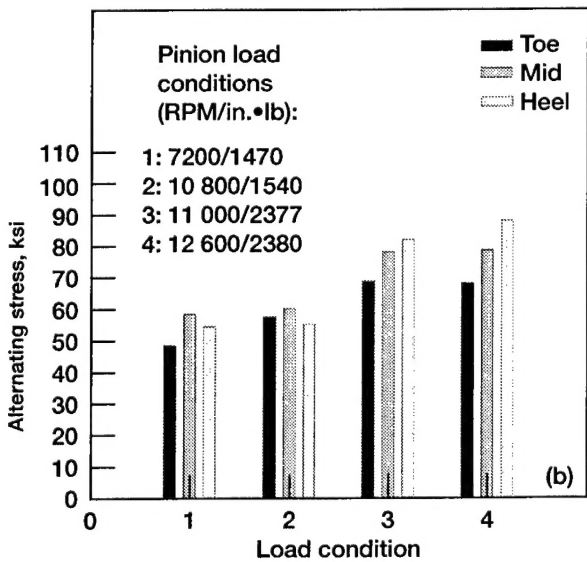 Pinion load
conditions
(RPM/in.•lb):
1: 7200/1470
2: 10 800/1540
3: 11 000/2377
4: 12 600/2380
Toe
Mid
Heel
Alternating stress, ksi
110
100
90
80
70
60
50
40
30
20
10
0
0 1 2 3 4
Load condition
(b)